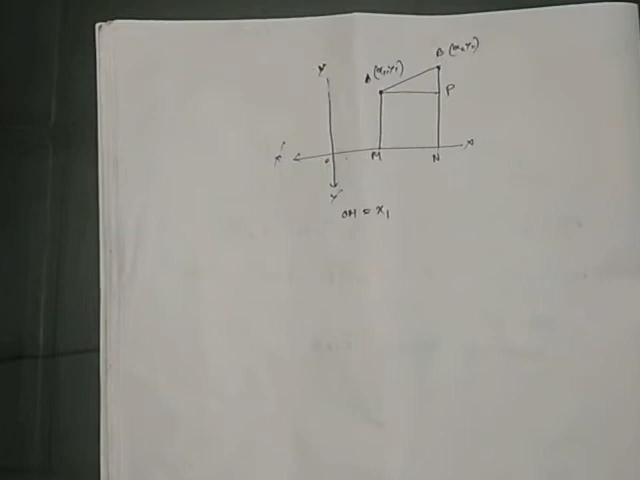 B (x₂,y₂)
A (x₁,y₁)
Y
P
X'
O
M
N
X
Y'
OM = x₁